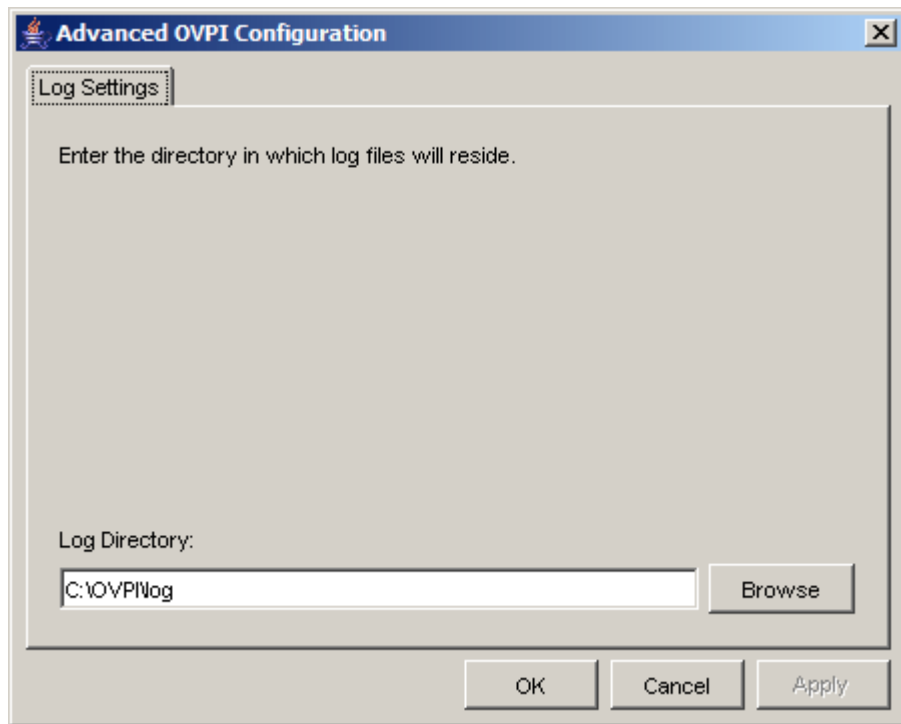 Advanced OVPI Configuration
Log Settings
Enter the directory in which log files will reside.
Log Directory:
C:\OVPI\log
Browse
OK
Cancel
Apply